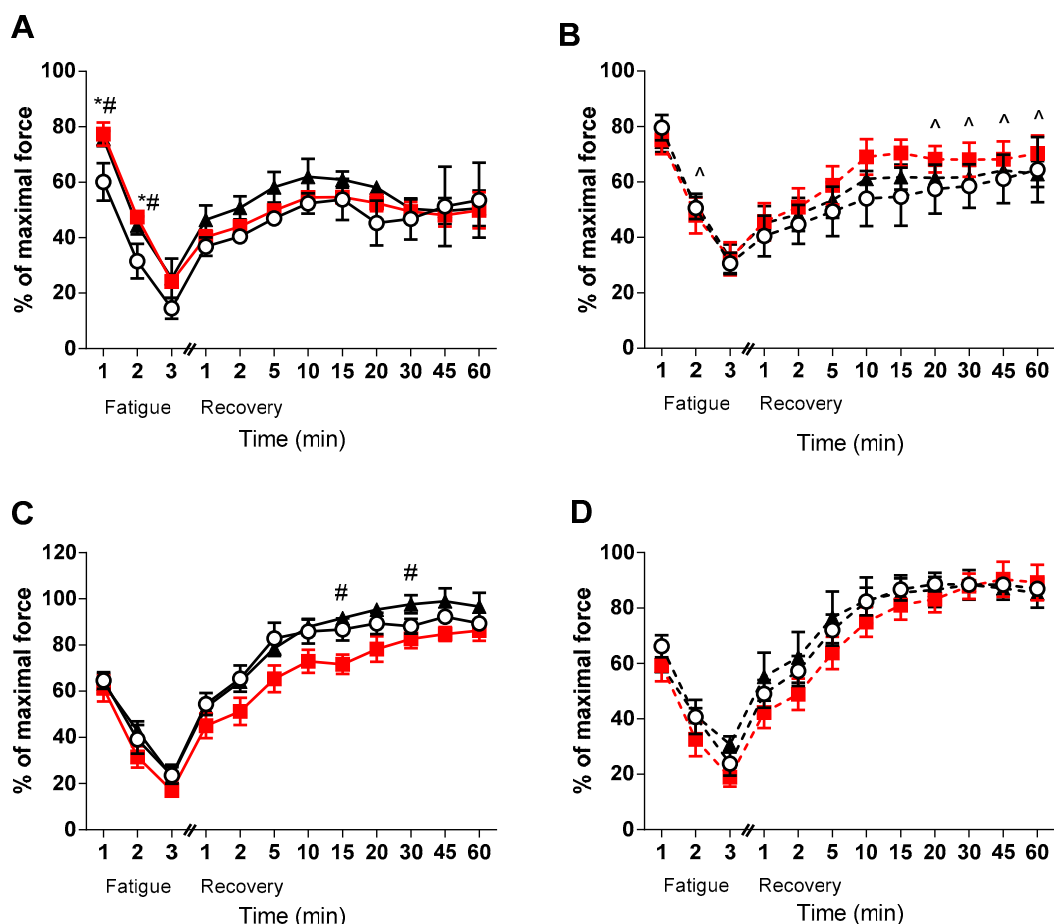 A
% of maximal force
100
80
60
40
20
0
*#
*#
1 2 3 1 2 5 10 15 20 30 45 60
Fatigue Recovery
Time (min)
B
% of maximal force
100
80
60
40
20
0
^
^ ^ ^ ^
1 2 3 1 2 5 10 15 20 30 45 60
Fatigue Recovery
Time (min)
C
% of maximal force
120
100
80
60
40
20
0
# #
1 2 3 1 2 5 10 15 20 30 45 60
Fatigue Recovery
Time (min)
D
% of maximal force
100
80
60
40
20
0
1 2 3 1 2 5 10 15 20 30 45 60
Fatigue Recovery
Time (min)